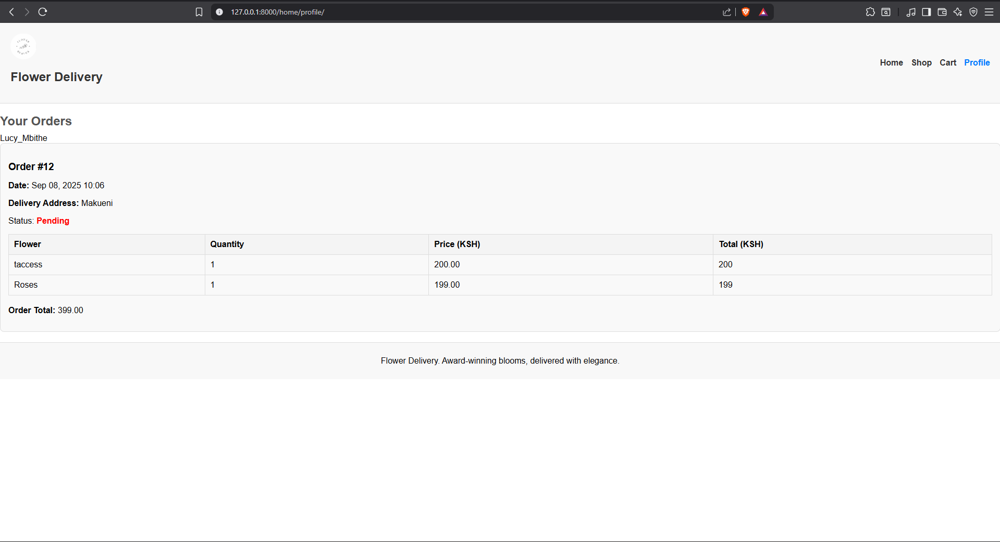 127.0.0.1:8000/home/profile/
Flower Delivery
Home Shop Cart Profile
Your Orders
Lucy_Mbithe
Order #12
Date: Sep 08, 2025 10:06
Delivery Address: Makueni
Status: Pending
Flower Quantity Price (KSH) Total (KSH)
taccess 1 200.00 200
Roses 1 199.00 199
Order Total: 399.00
Flower Delivery. Award-winning blooms, delivered with elegance.